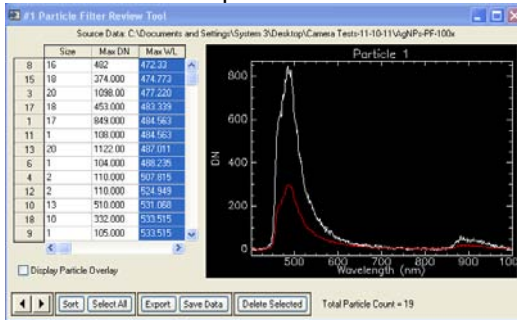 #1 Particle Filter Review Tool
Source Data: C:\Documents and Settings\System 3\Desktop\Camera Tests-11-10-11\AgNPs-PF-100x
Size Max DN Max WL
8 16 482 472.33
15 18 374.000 474.773
3 20 1098.00 477.220
17 18 453.000 483.339
1 17 849.000 484.563
11 1 108.000 484.563
13 20 1122.00 487.011
6 1 104.000 488.235
4 2 110.000 507.815
12 2 110.000 524.949
10 13 510.000 531.068
18 10 332.000 533.515
9 1 105.000 533.515
Particle 1
800
600
400
200
0
DN
500 600 700 800 900 100
Wavelength (nm)
Display Particle Overlay
Sort Select All Export Save Data Delete Selected Total Particle Count = 19